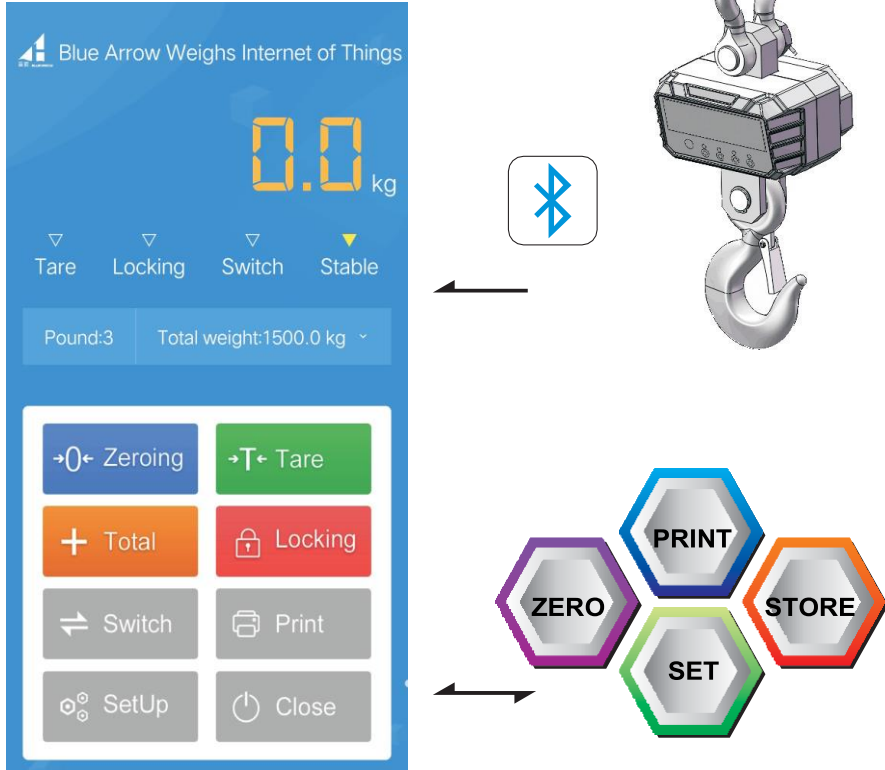 Blue Arrow Weighs Internet of Things
0.0 kg
Tare Locking Switch Stable
Pound:3 Total weight:1500.0 kg
→0← Zeroing
→T← Tare
+ Total
Locking
Switch
Print
SetUp
Close
PRINT
ZERO
STORE
SET